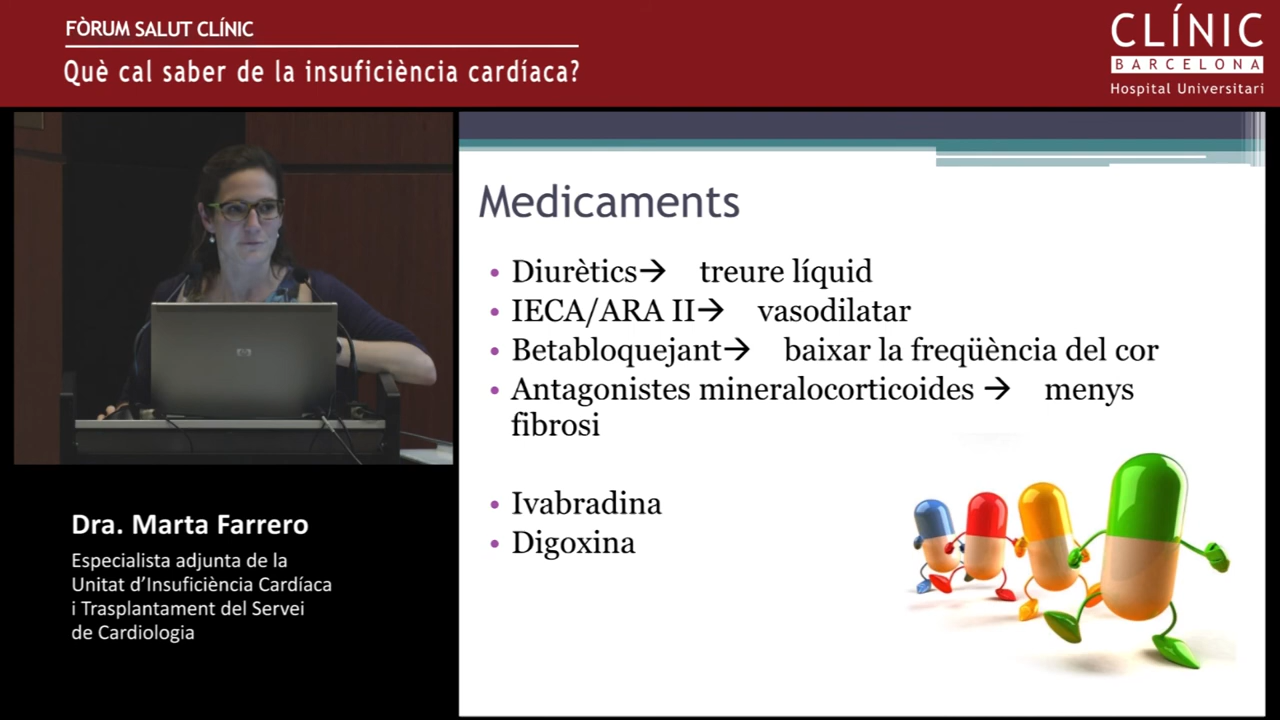 FÒRUM SALUT CLÍNIC
Què cal saber de la insuficiència cardíaca?
CLÍNIC
BARCELONA
Hospital Universitari
Medicaments
• Diurètics→ treure líquid
• IECA/ARA II→ vasodilatar
• Betabloquejant→ baixar la freqüència del cor
• Antagonistes mineralocorticoides → menys
fibrosi
• Ivabradina
• Digoxina
Dra. Marta Farrero
Especialista adjunta de la
Unitat d'Insuficiència Cardíaca
i Trasplantament del Servei
de Cardiologia